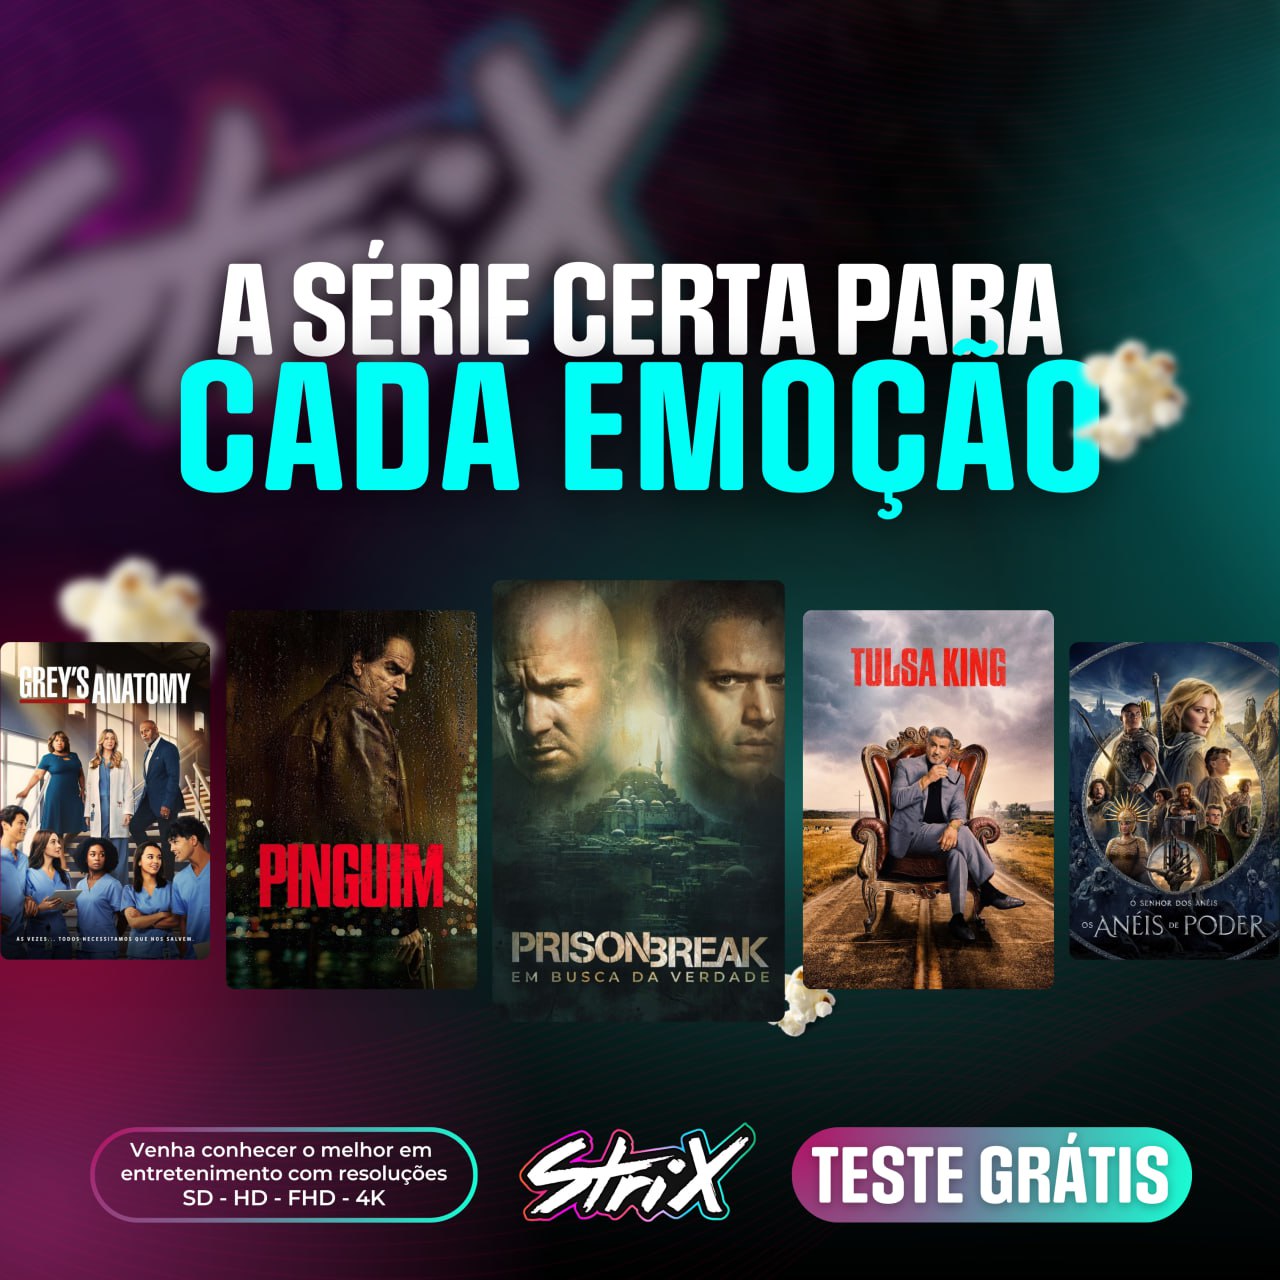 StriX
A SÉRIE CERTA PARA
CADA EMOÇÃO
GREY'S ANATOMY
ÀS VEZES... TODOS NECESSITAMOS QUE NOS SALVEM.
PINGUIM
PRISON BREAK
EM BUSCA DA VERDADE
TULSA KING
O SENHOR DOS ANÉIS
OS ANÉIS DE PODER
Venha conhecer o melhor em
entretenimento com resoluções
SD - HD - FHD - 4K
StriX
TESTE GRÁTIS